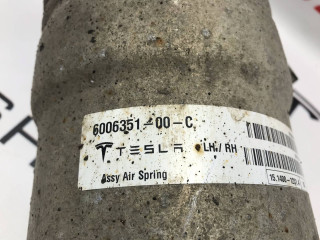 6006351-00-C
TESLA LH / RH
Assy Air Spring